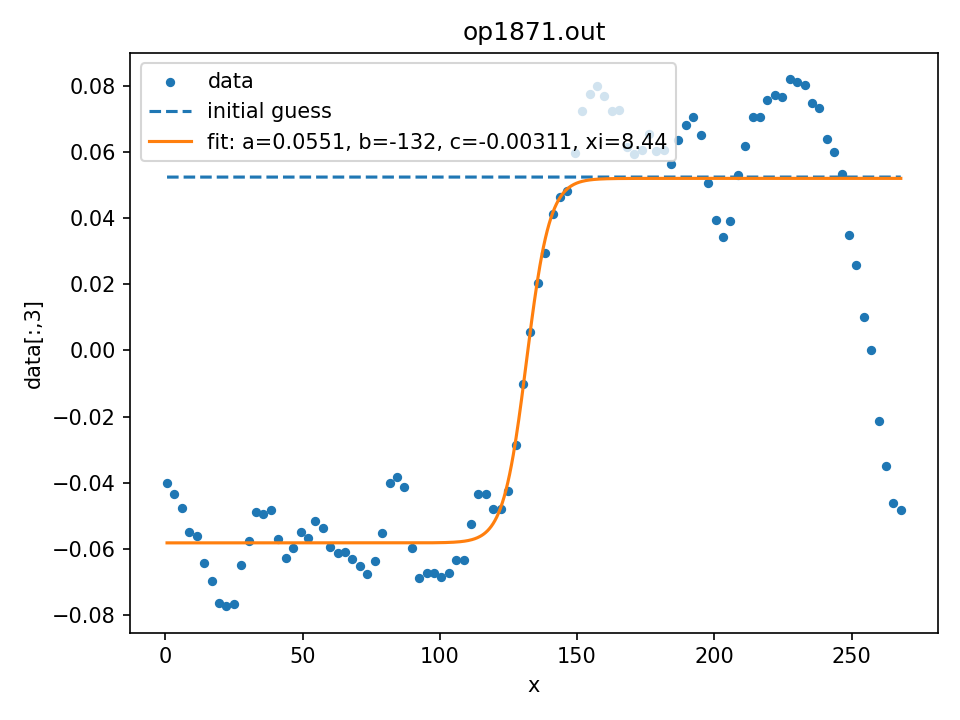 op1871.out
data
initial guess
fit: a=0.0551, b=-132, c=-0.00311, xi=8.44
0.08
0.06
0.04
0.02
0.00
−0.02
−0.04
−0.06
−0.08
data[:,3]
0 50 100 150 200 250
x